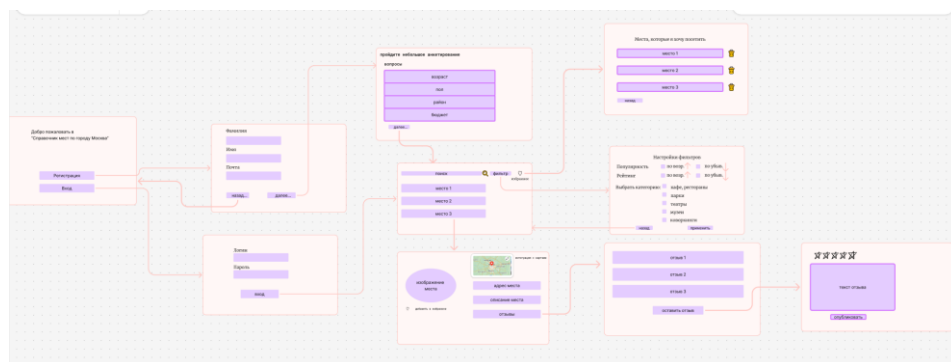 Добро пожаловать в
"Справочник мест по городу Москва"
Регистрация
Вход
Фамилия
Имя
Почта
назад
далее
Логин
Пароль
вход
пройдите небольшое анкетирование
вопросы
возраст
пол
район
бюджет
далее
поиск
фильтр
избранное
место 1
место 2
место 3
изображение
места
адрес места
описание места
отзывы
Места, которые я хочу посетить
место 1
место 2
место 3
назад
Настройки фильтров
Популярность
по возр.
по убыв.
Рейтинг
по возр.
по убыв.
Выбрать категорию
кафе, рестораны
парки
театры
музеи
назад
применить
отзыв 1
отзыв 2
отзыв 3
оставить отзыв
текст отзыва
опубликовать